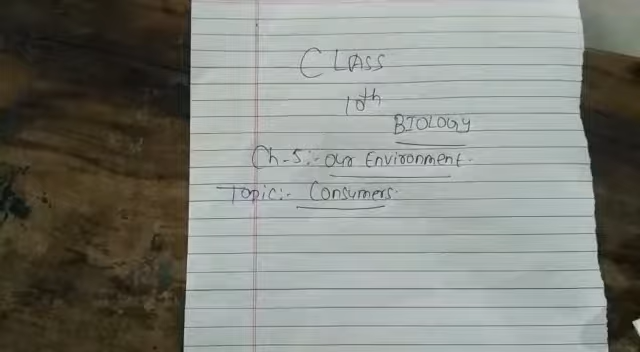 CLASS
10th
BIOLOGY
Ch-5:- Our Environment.
Topic:- Consumers.